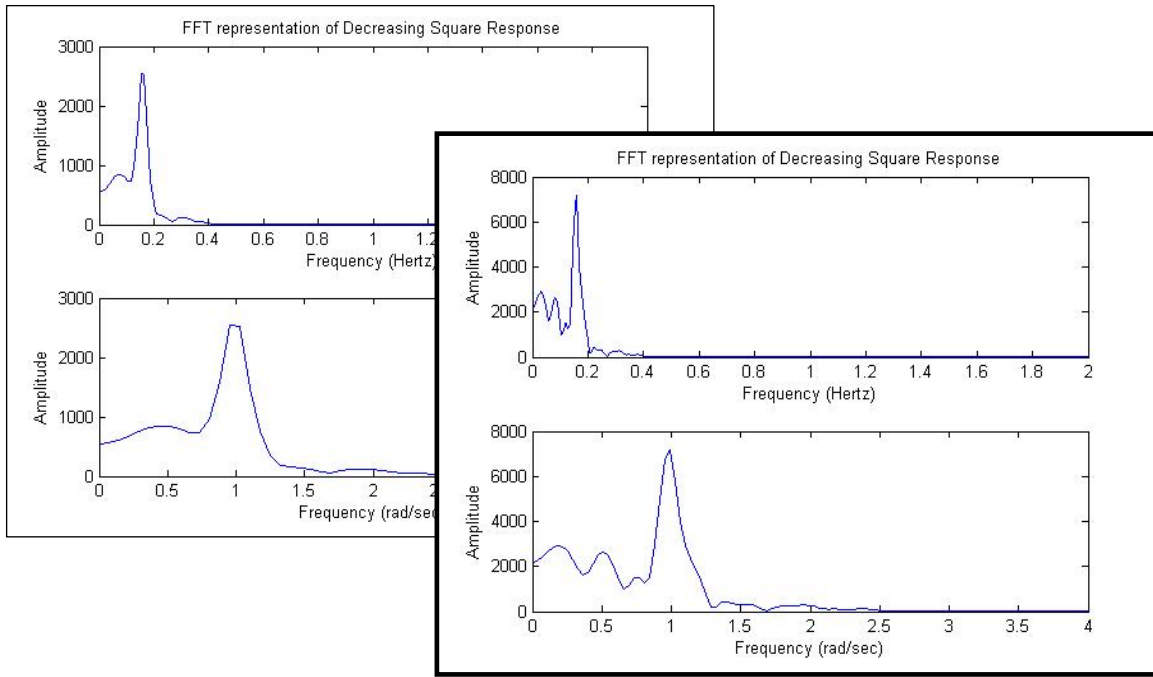 FFT representation of Decreasing Square Response
3000
2000
1000
0
Amplitude
0 0.2 0.4 0.6 0.8 1 1.2
Frequency (Hertz)
3000
2000
1000
0
Amplitude
0 0.5 1 1.5 2
Frequency (rad/sec
FFT representation of Decreasing Square Response
8000
6000
4000
2000
0
Amplitude
0 0.2 0.4 0.6 0.8 1 1.2 1.4 1.6 1.8 2
Frequency (Hertz)
8000
6000
4000
2000
0
Amplitude
0 0.5 1 1.5 2 2.5 3 3.5 4
Frequency (rad/sec)